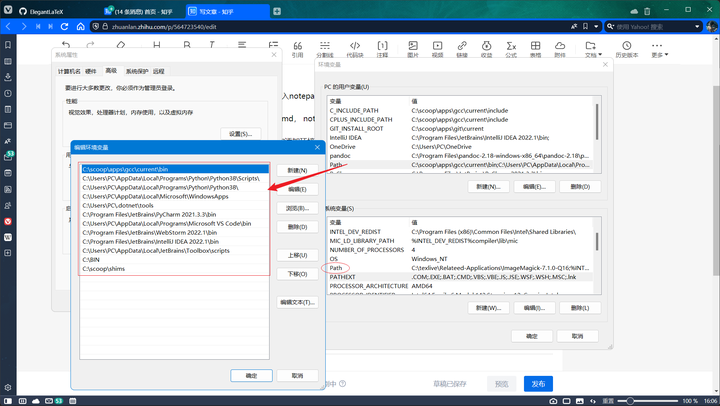 ElegantLaTeX
(14 条消息) 首页 - 知乎
写文章 - 知乎
zhuanlan.zhihu.com/p/564723540/edit
使用 Yahoo! 搜索
引用
分割线
代码块
注释
图片
视频
链接
收益
公式
表格
附件
文档
历史版本
更多
系统属性
计算机名 硬件 高级 系统保护 远程
要进行大多数更改，你必须作为管理员登录。
性能
视觉效果，处理器计划，内存使用，以及虚拟内存
设置(S)...
编辑环境变量
C:\scoop\apps\gcc\current\bin
C:\Users\PC\AppData\Local\Programs\Python\Python38\Scripts\
C:\Users\PC\AppData\Local\Programs\Python\Python38\
C:\Users\PC\AppData\Local\Microsoft\WindowsApps
C:\Users\PC\.dotnet\tools
C:\Program Files\JetBrains\PyCharm 2021.3.3\bin
C:\Users\PC\AppData\Local\Programs\Microsoft VS Code\bin
C:\Program Files\JetBrains\WebStorm 2022.1\bin
C:\Program Files\JetBrains\IntelliJ IDEA 2022.1\bin
C:\Users\PC\AppData\Local\JetBrains\Toolbox\scripts
C:\BIN
C:\scoop\shims
新建(N)
编辑(E)
浏览(B)...
删除(D)
上移(U)
下移(O)
编辑文本(T)...
确定
取消
入notepa
md， not
环境变量
PC 的用户变量(U)
变量 值
C_INCLUDE_PATH C:\scoop\apps\gcc\current\include
CPLUS_INCLUDE_PATH C:\scoop\apps\gcc\current\include
GIT_INSTALL_ROOT C:\scoop\apps\git\current
IntelliJ IDEA C:\Program Files\JetBrains\IntelliJ IDEA 2022.1\bin;
OneDrive C:\Users\PC\OneDrive
pandoc C:\Program Files\pandoc-2.18-windows-x86_64\pandoc-2.18\p
Path C:\scoop\apps\gcc\current\bin;C:\Users\PC\AppData\Local\Pro
新建(N)...
编辑(E)...
删除(D)
系统变量(S)
变量 值
INTEL_DEV_REDIST C:\Program Files (x86)\Common Files\Intel\Shared Libraries\
MIC_LD_LIBRARY_PATH %INTEL_DEV_REDIST%compiler\lib\mic
NUMBER_OF_PROCESSORS 4
OS Windows_NT
Path C:\texlive\Relateed-Applications\ImageMagick-7.1.0-Q16;%INT...
PATHEXT .COM;.EXE;.BAT;.CMD;.VBS;.VBE;.JS;.JSE;.WSF;.WSH;.MSC;.lnk
PROCESSOR_ARCHITECTURE AMD64
新建(W)...
编辑(I)...
删除(L)
确定
取消
草稿已保存
预览
发布
53
重置
100 %
16:06